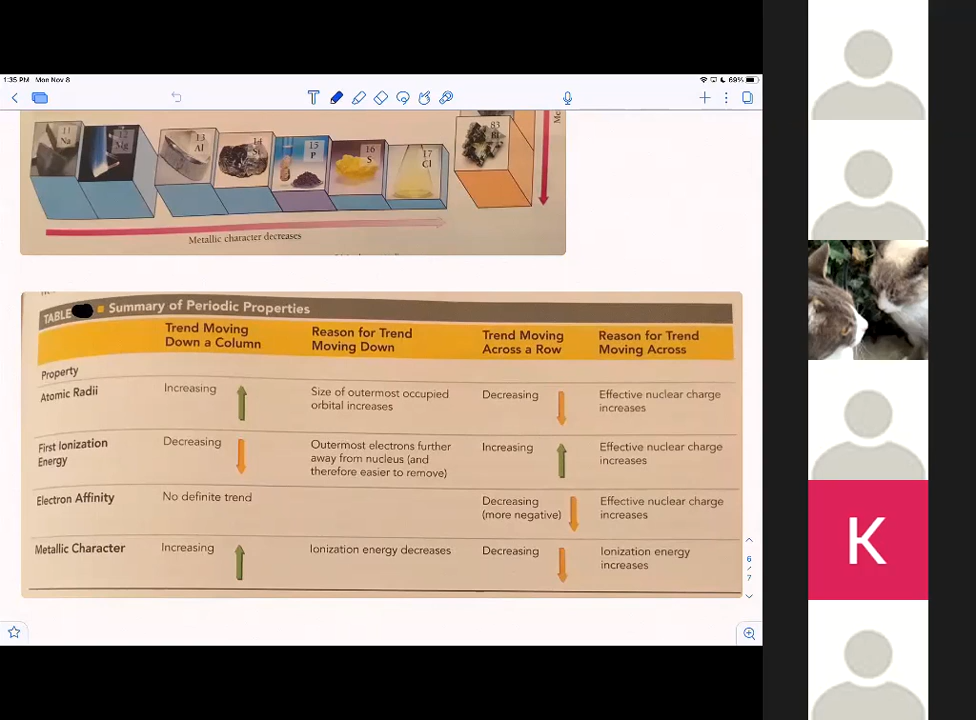 1:35 PM Mon Nov 8
69%
T
11
Na
12
Mg
13
Al
14
Si
15
P
16
S
17
Cl
83
Bi
Metallic character decreases
TABLE Summary of Periodic Properties
Trend Moving
Down a Column
Reason for Trend
Moving Down
Trend Moving
Across a Row
Reason for Trend
Moving Across
Property
Atomic Radii
Increasing
Size of outermost occupied
orbital increases
Decreasing
Effective nuclear charge
increases
First Ionization
Energy
Decreasing
Outermost electrons further
away from nucleus (and
therefore easier to remove)
Increasing
Effective nuclear charge
increases
Electron Affinity
No definite trend
Decreasing
(more negative)
Effective nuclear charge
increases
Metallic Character
Increasing
Ionization energy decreases
Decreasing
Ionization energy
increases
6
/
7
K